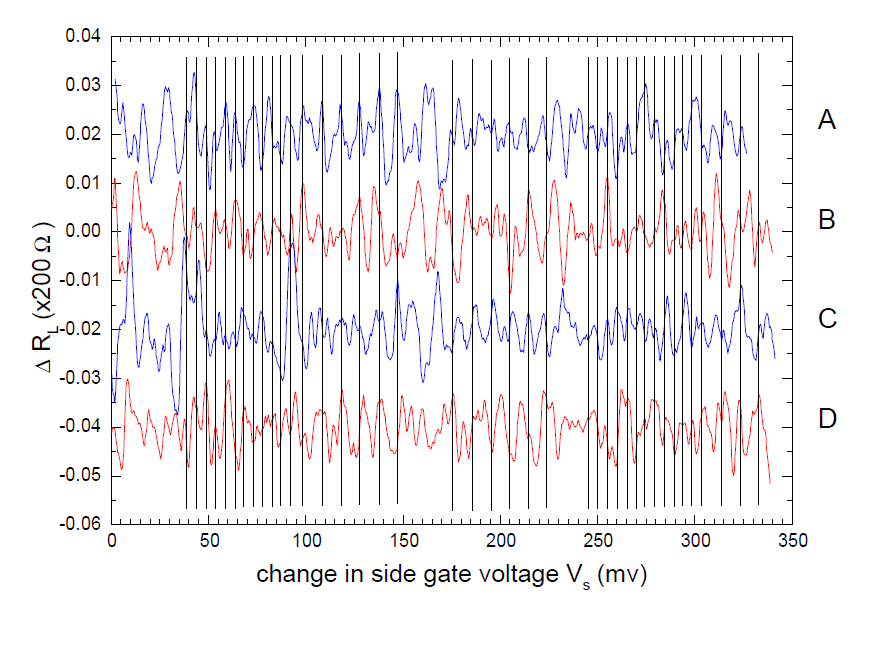 0.04
0.03
0.02
0.01
0.00
-0.01
-0.02
-0.03
-0.04
-0.05
-0.06
Δ R_L (x200 Ω )
0 50 100 150 200 250 300 350
change in side gate voltage V_s (mv)
A
B
C
D